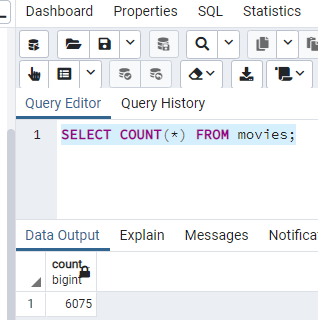 Dashboard Properties SQL Statistics
Query Editor Query History
1 SELECT COUNT(*) FROM movies;
Data Output Explain Messages Notifica
count
bigint
1 6075